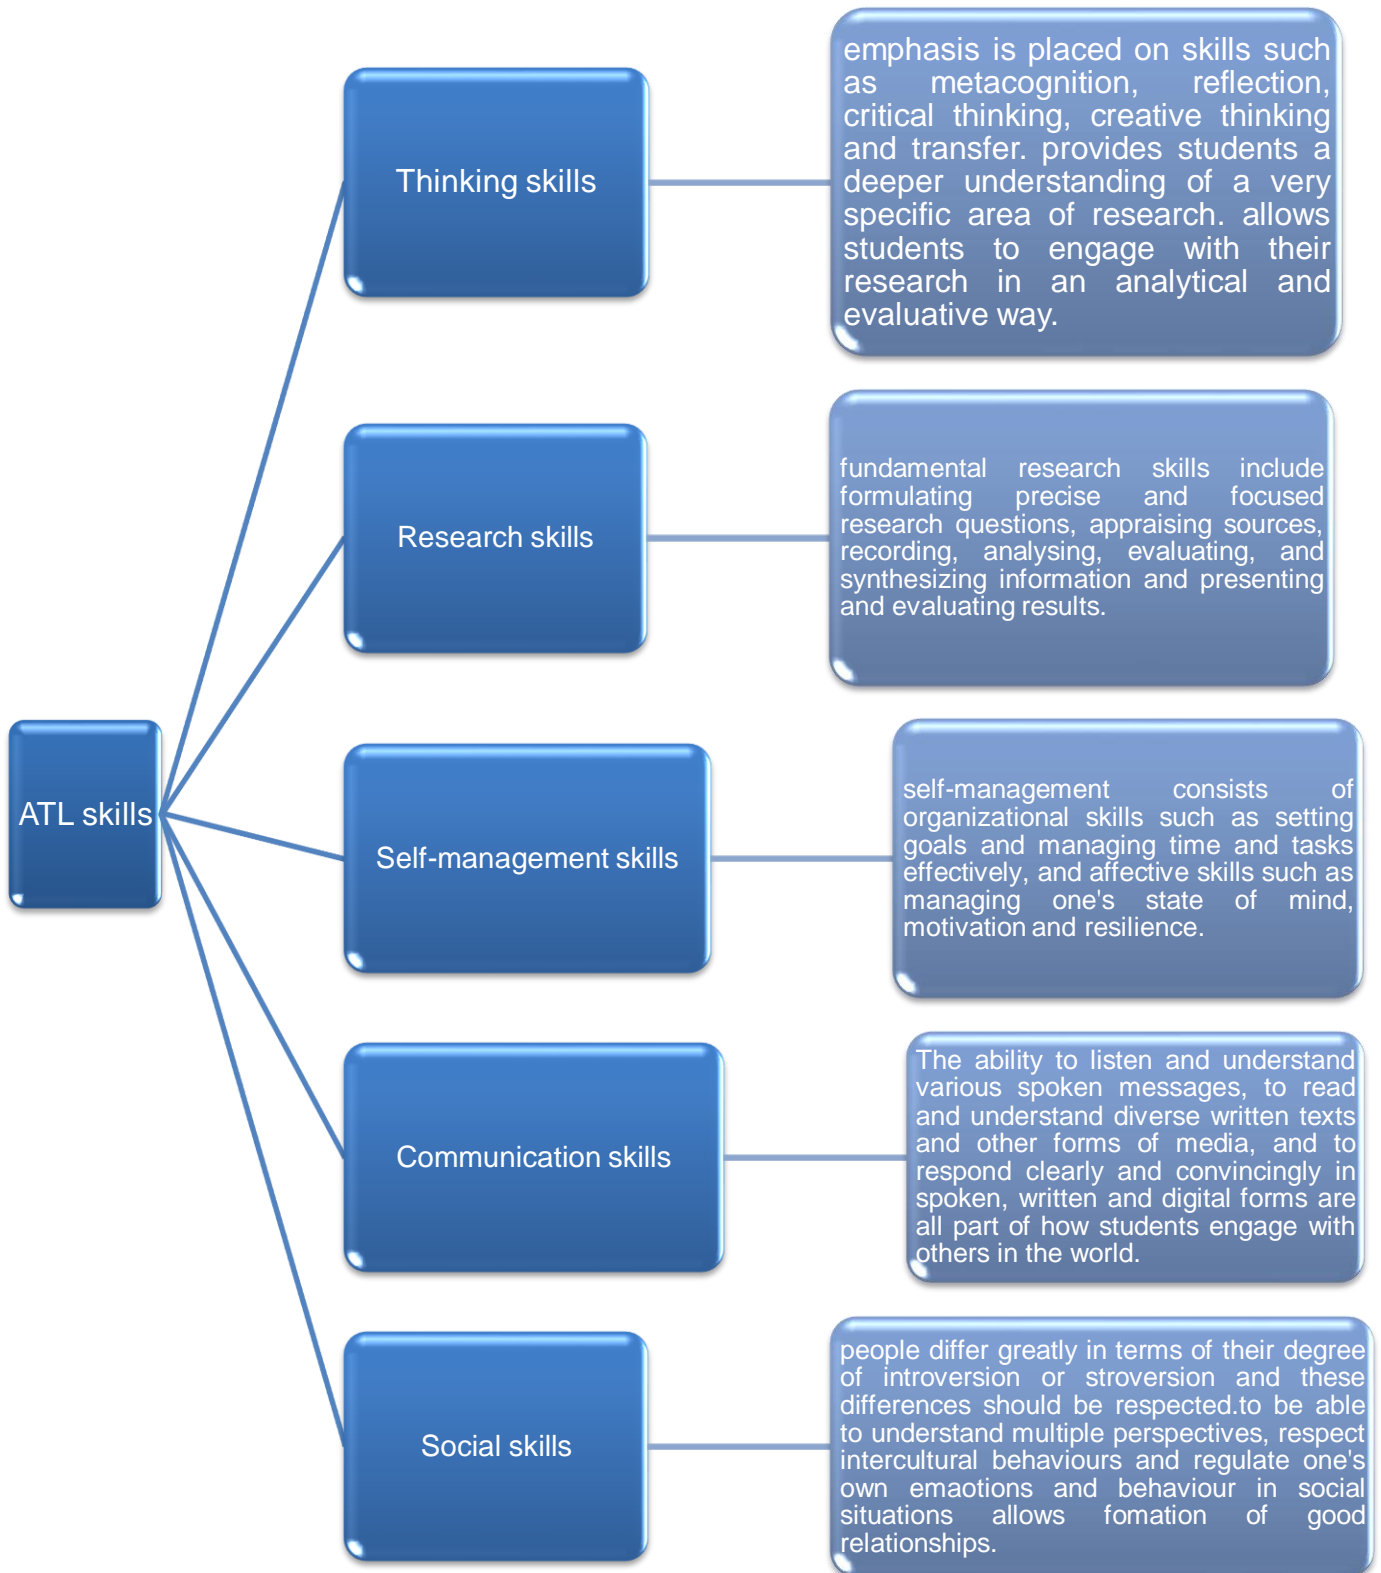 ATL skills
Thinking skills
emphasis is placed on skills such
as metacognition, reflection,
critical thinking, creative thinking
and transfer. provides students a
deeper understanding of a very
specific area of research. allows
students to engage with their
research in an analytical and
evaluative way.
Research skills
fundamental research skills include
formulating precise and focused
research questions, appraising sources,
recording, analysing, evaluating, and
synthesizing information and presenting
and evaluating results.
Self-management skills
self-management consists of
organizational skills such as setting
goals and managing time and tasks
effectively, and affective skills such as
managing one's state of mind,
motivation and resilience.
Communication skills
The ability to listen and understand
various spoken messages, to read
and understand diverse written texts
and other forms of media, and to
respond clearly and convincingly in
spoken, written and digital forms are
all part of how students engage with
others in the world.
Social skills
people differ greatly in terms of their degree
of introversion or stroversion and these
differences should be respected.to be able
to understand multiple perspectives, respect
intercultural behaviours and regulate one's
own emaotions and behaviour in social
situations allows fomation of good
relationships.